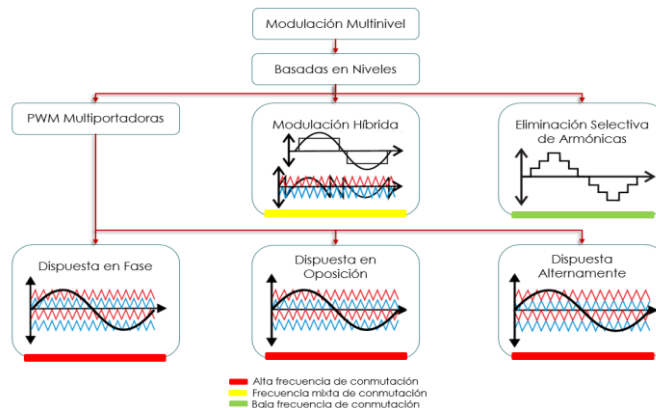 Modulación Multinivel
Basadas en Niveles
PWM Multiportadoras
Modulación Híbrida
Eliminación Selectiva
de Armónicas
Dispuesta en Fase
Dispuesta en
Oposición
Dispuesta
Alternamente
Alta frecuencia de conmutación
Frecuencia mixta de conmutación
Baja frecuencia de conmutación